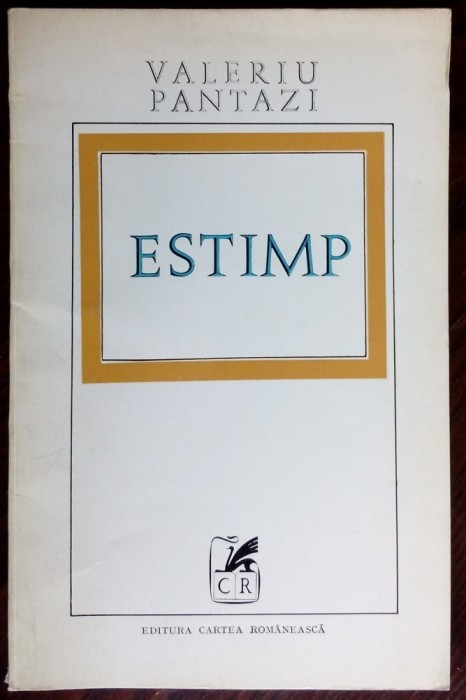 VALERIU
PANTAZI
ESTIMP
C R
EDITURA CARTEA ROMÂNEASCĂ